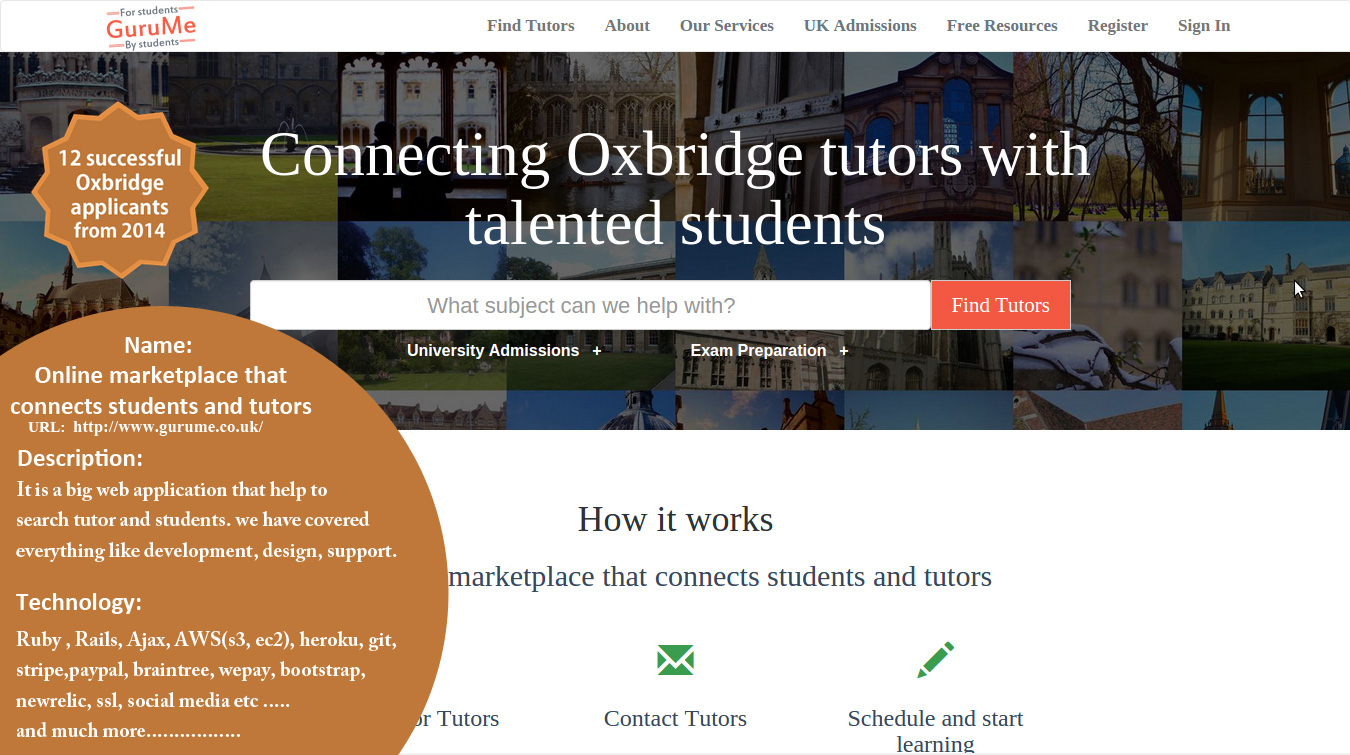 For students
GuruMe
By students
Find Tutors About Our Services UK Admissions Free Resources Register Sign In
12 successful
Oxbridge
applicants
from 2014
Connecting Oxbridge tutors with
talented students
What subject can we help with? Find Tutors
University Admissions + Exam Preparation +
Name:
Online marketplace that
connects students and tutors
URL: http://www.gurume.co.uk/
Description:
It is a big web application that help to
search tutor and students. we have covered
everything like development, design, support.
Technology:
Ruby , Rails, Ajax, AWS(s3, ec2), heroku, git,
stripe,paypal, braintree, wepay, bootstrap,
newrelic, ssl, social media etc .....
and much more.................
How it works
marketplace that connects students and tutors
or Tutors Contact Tutors Schedule and start
learning